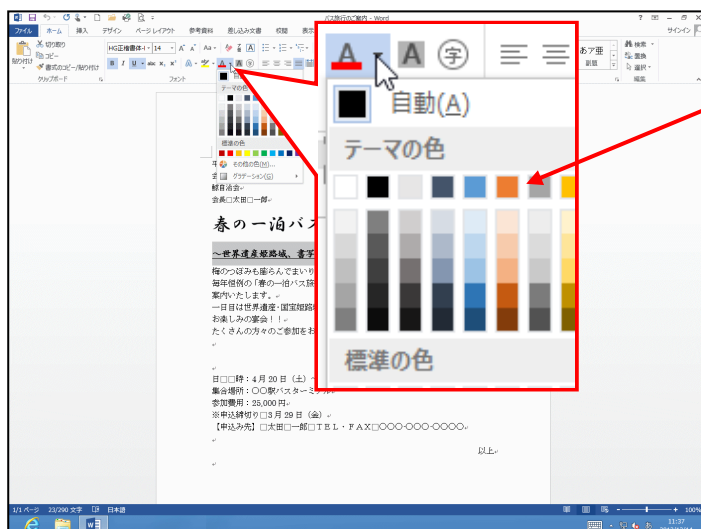 バス旅行のご案内 - Word
サインイン
ファイル ホーム 挿入 デザイン ページレイアウト 参考資料 差し込み文書 校閲 表示
切り取り
コピー
貼り付け
書式のコピー/貼り付け
クリップボード
HG正楷書体-I 14
フォント
あア亜
副題
検索
置換
選択
編集
テーマの色
標準の色
その他の色(M)...
グラデーション(G)
自動(A)
テーマの色
標準の色
鯨自治会
会長□太田□一郎
春の一泊バス
～世界遺産姫路城、書写
梅のつぼみも膨らんでまいり
毎年恒例の「春の一泊バス旅
案内いたします。
一日目は世界遺産・国宝姫路
お楽しみの宴会！！
たくさんの方々のご参加をお
日□□時：4月20日（土）～
集合場所：○○駅バスターミナル
参加費用：25,000円
※申込締切り□3月29日（金）
【申込み先】□太田□一郎□TEL・FAX□○○○-○○○-○○○○
以上
1/1 ページ 23/290 文字 日本語
100%
11:37